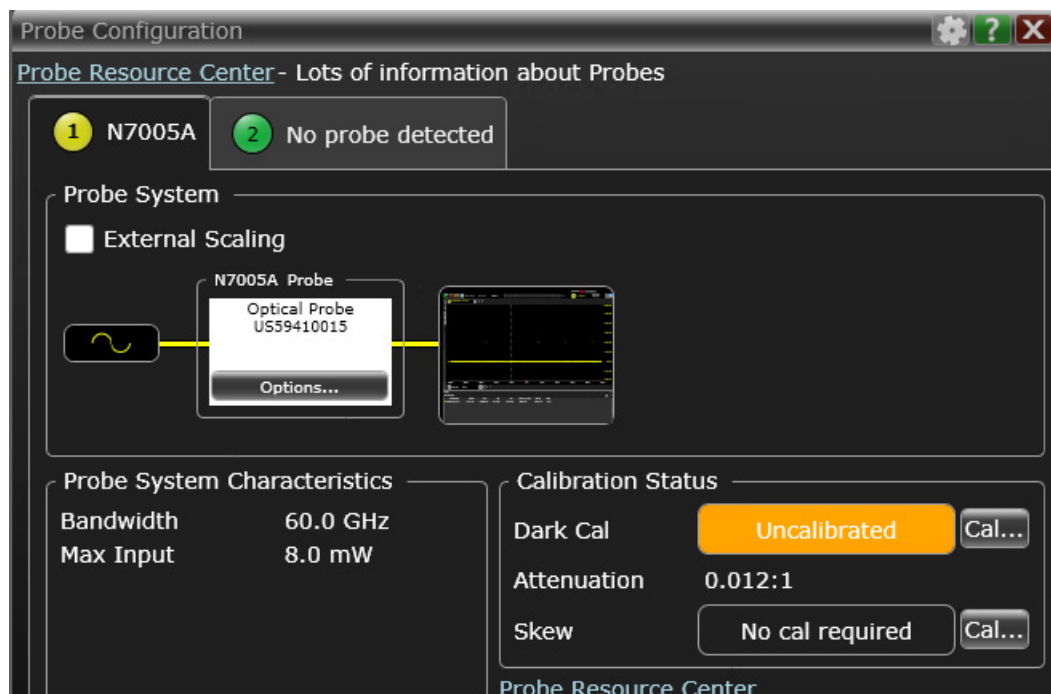 Probe Configuration
?
X
Probe Resource Center - Lots of information about Probes
1 N7005A
2 No probe detected
Probe System
External Scaling
N7005A Probe
Optical Probe
US59410015
Options...
Probe System Characteristics
Bandwidth 60.0 GHz
Max Input 8.0 mW
Calibration Status
Dark Cal Uncalibrated Cal...
Attenuation 0.012:1
Skew No cal required Cal...
Probe Resource Center